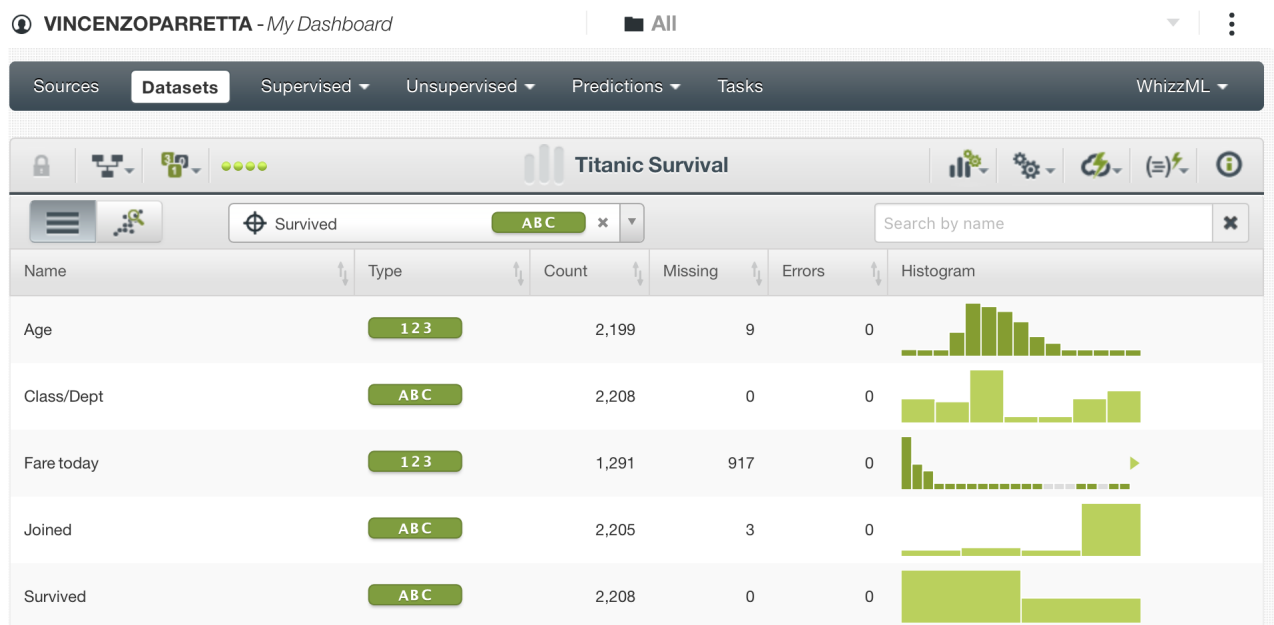 VINCENZOPARRETTA - My Dashboard All
Sources Datasets Supervised Unsupervised Predictions Tasks WhizzML
Titanic Survival
Survived ABC Search by name
Name Type Count Missing Errors Histogram
Age 123 2,199 9 0
Class/Dept ABC 2,208 0 0
Fare today 123 1,291 917 0
Joined ABC 2,205 3 0
Survived ABC 2,208 0 0